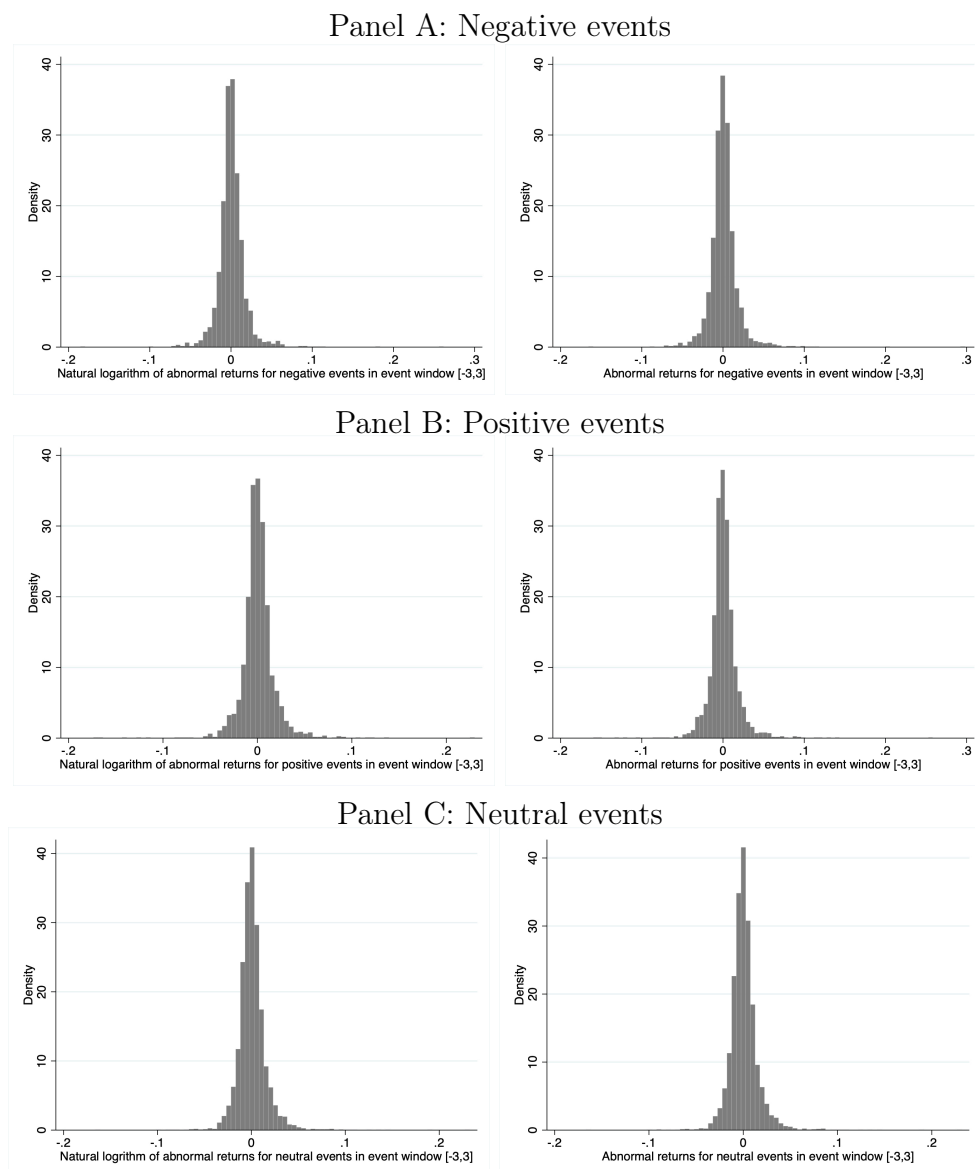 Panel A: Negative events
40
30
20
10
0
Density
-.2 -.1 0 .1 .2 .3
Natural logarithm of abnormal returns for negative events in event window [-3,3]
40
30
20
10
0
Density
-.2 -.1 0 .1 .2 .3
Abnormal returns for negative events in event window [-3,3]
Panel B: Positive events
40
30
20
10
0
Density
-.2 -.1 0 .1 .2
Natural logarithm of abnormal returns for positive events in event window [-3,3]
40
30
20
10
0
Density
-.2 -.1 0 .1 .2 .3
Abnormal returns for positive events in event window [-3,3]
Panel C: Neutral events
40
30
20
10
0
Density
-.2 -.1 0 .1 .2
Natural logrithm of abnormal returns for neutral events in event window [-3,3]
40
30
20
10
0
Density
-.2 -.1 0 .1 .2
Abnormal returns for neutral events in event window [-3,3]